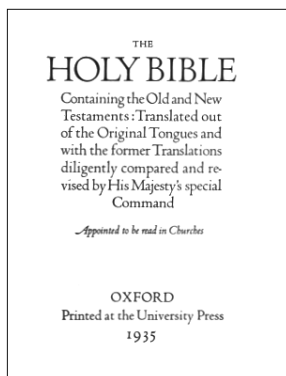 THE
HOLY BIBLE
Containing the Old and New
Testaments: Translated out
of the Original Tongues and
with the former Translations
diligently compared and re-
vised by His Majesty's special
Command
Appointed to be read in Churches
OXFORD
Printed at the University Press
1935